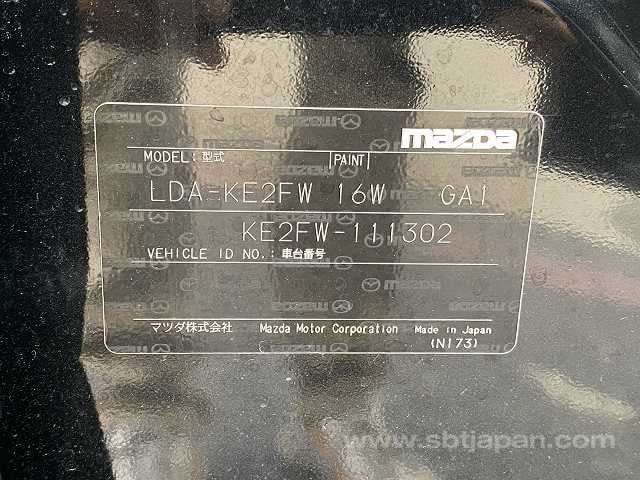 mazda
MODEL:型式 PAINT
LDA-KE2FW 16W GA1
KE2FW-111302
VEHICLE ID NO.:車台番号
マツダ株式会社 Mazda Motor Corporation Made in Japan
(N173)
www.sbtjapan.com